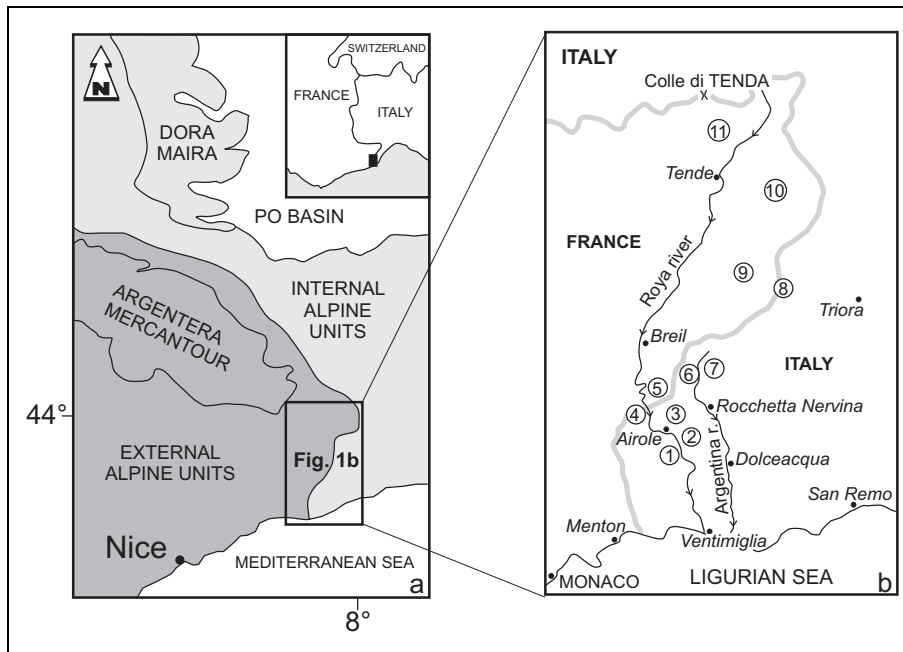 N
SWITZERLAND
FRANCE
ITALY
DORA
MAIRA
PO BASIN
ARGENTERA
MERCANTOUR
INTERNAL
ALPINE
UNITS
44°
EXTERNAL
ALPINE UNITS
Fig. 1b
Nice
MEDITERRANEAN SEA
a
8°
ITALY
Colle di TENDA
x
11
Tende
10
FRANCE
Roya river
9
8
Triora
Breil
ITALY
7
6
5
4
3
Rocchetta Nervina
Airole
2
1
Argentina r.
Dolceacqua
San Remo
Menton
Ventimiglia
MONACO
LIGURIAN SEA
b